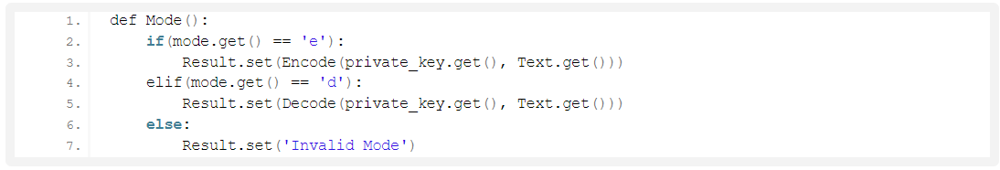 1. def Mode():
2.     if(mode.get() == 'e'):
3.         Result.set(Encode(private_key.get(), Text.get()))
4.     elif(mode.get() == 'd'):
5.         Result.set(Decode(private_key.get(), Text.get()))
6.     else:
7.         Result.set('Invalid Mode')